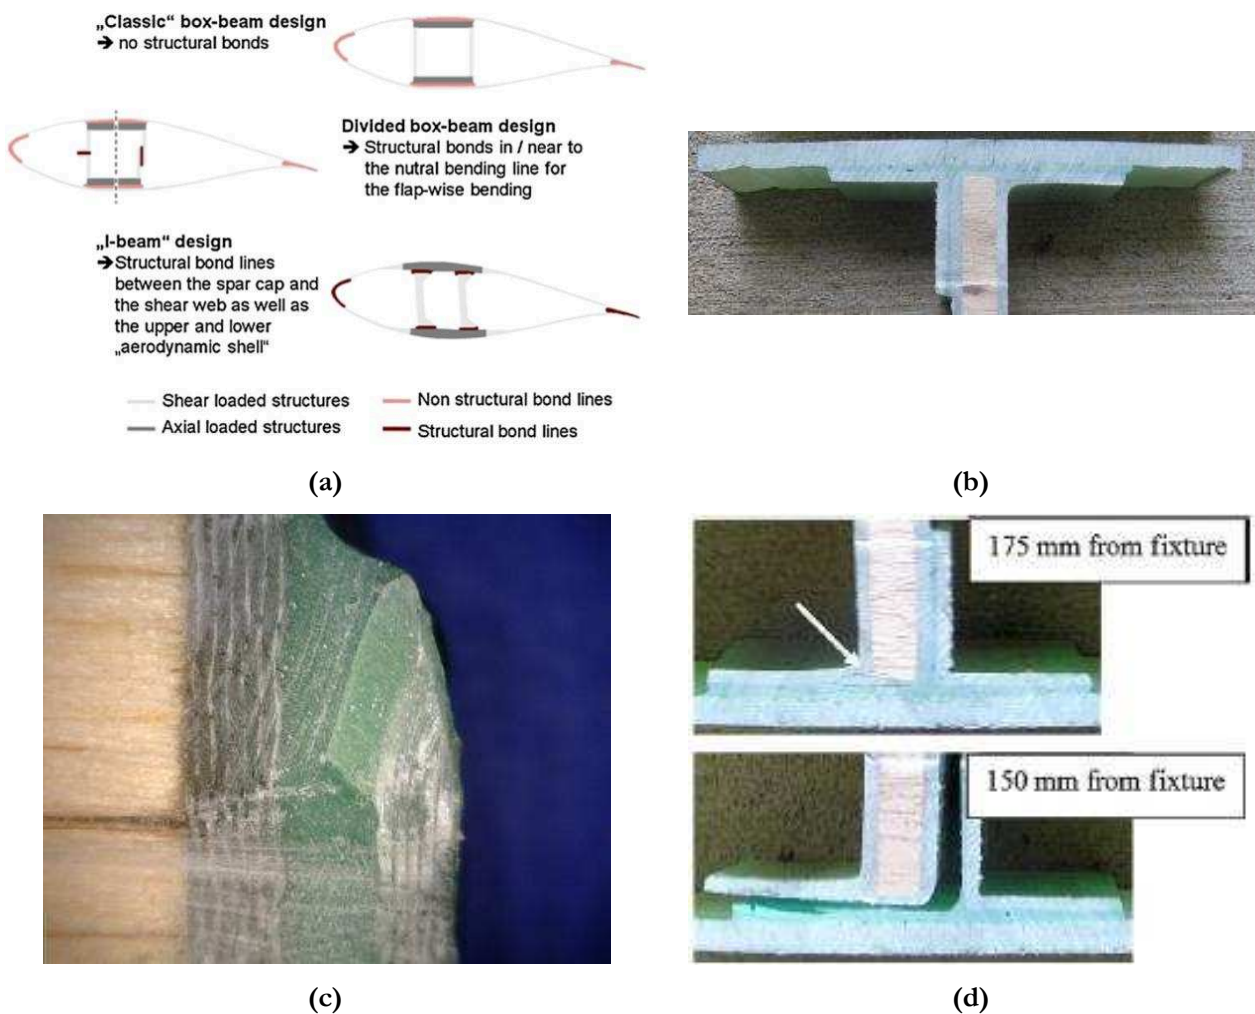 „Classic“ box-beam design
➔ no structural bonds
Divided box-beam design
➔ Structural bonds in / near to
the nutral bending line for
the flap-wise bending
„I-beam“ design
➔ Structural bond lines
between the spar cap and
the shear web as well as
the upper and lower
„aerodynamic shell“
Shear loaded structures
Non structural bond lines
Axial loaded structures
Structural bond lines
(a)
(b)
175 mm from fixture
150 mm from fixture
(c)
(d)